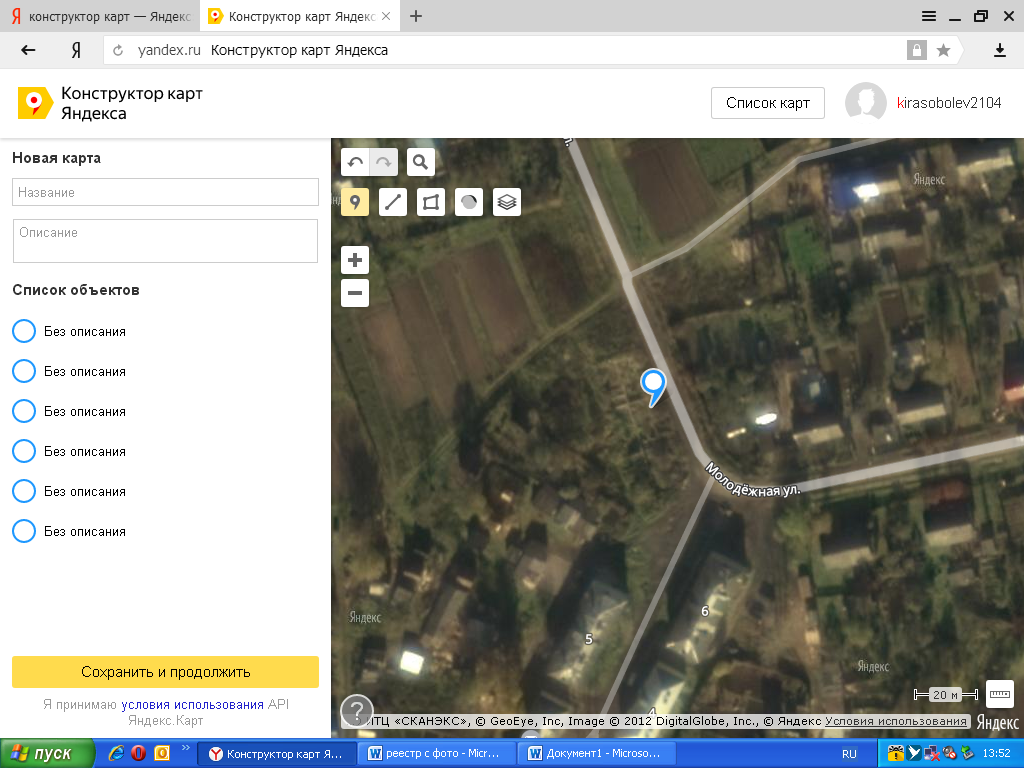 конструктор карт — Яндекс
Конструктор карт Яндекс
yandex.ru Конструктор карт Яндекса
Конструктор карт
Яндекса
Список карт
kirasobolev2104
Новая карта
Название
Описание
Список объектов
Без описания
Без описания
Без описания
Без описания
Без описания
Без описания
Сохранить и продолжить
Я принимаю условия использования API
Яндекс.Карт
Яндекс
Молодёжная ул.
6
5
4
Яндекс
Яндекс
20 м
ИТЦ «СКАНЭКС», © GeoEye, Inc, Image © 2012 DigitalGlobe, Inc., © Яндекс Условия использования
Яндекс
пуск
Конструктор карт Я...
реестр с фото - Micr...
Документ1 - Microso...
RU
13:52